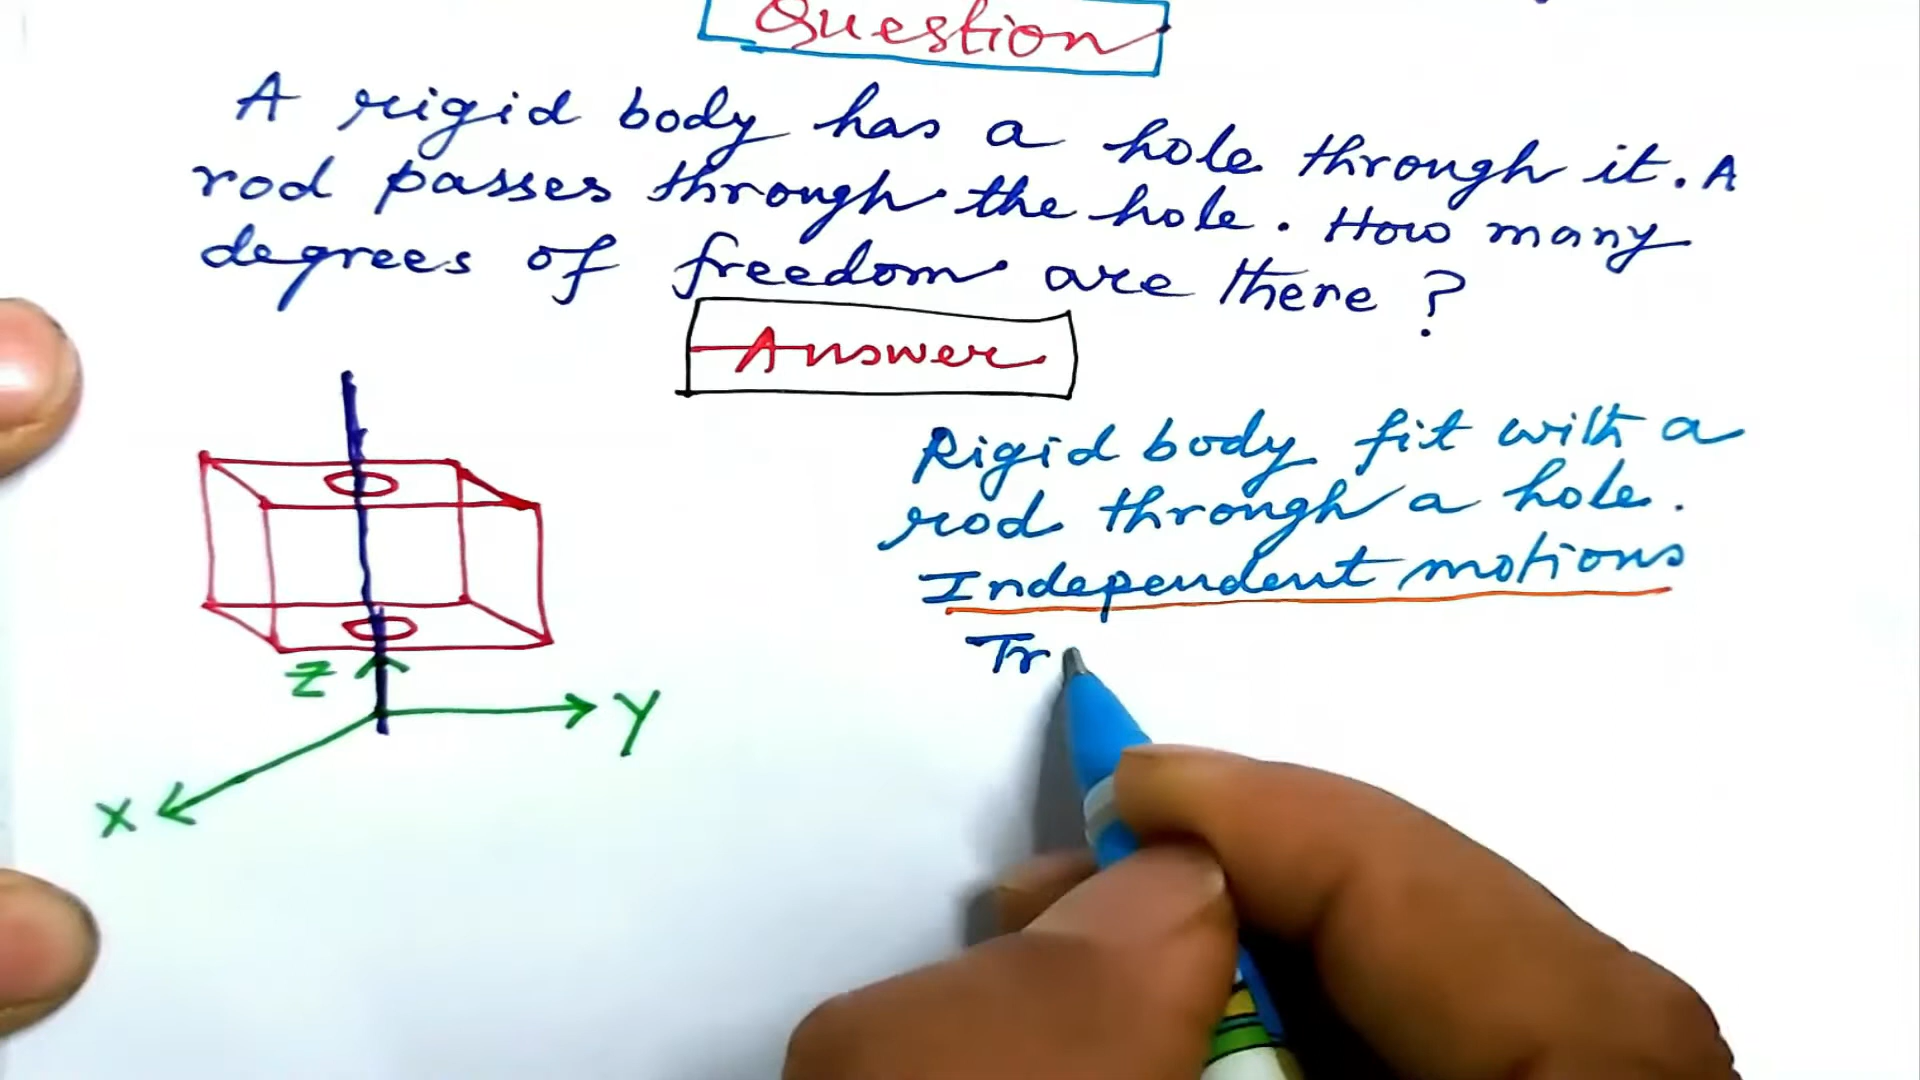 Question
A rigid body has a hole through it. A
rod passes through the hole. How many
degrees of freedom are there ?
Answer
Rigid body fit with a
rod through a hole.
Independent motions
Tr
Z
Y
X